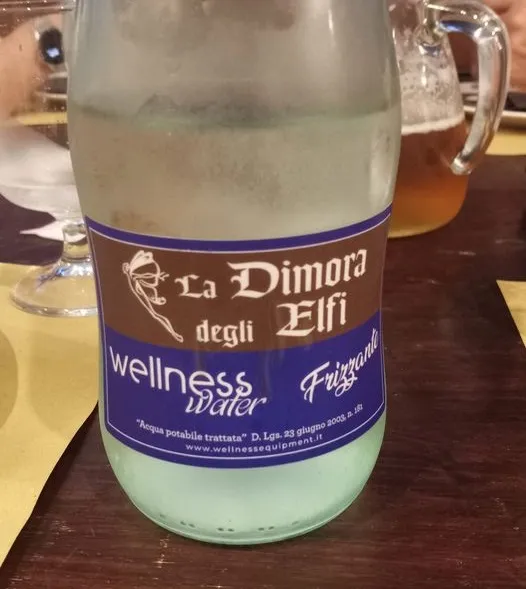 La Dimora
degli Elfi
wellness
water
Frizzante
"Acqua potabile trattata" D. Lgs. 23 giugno 2003, n. 181
www.wellnessequipment.it